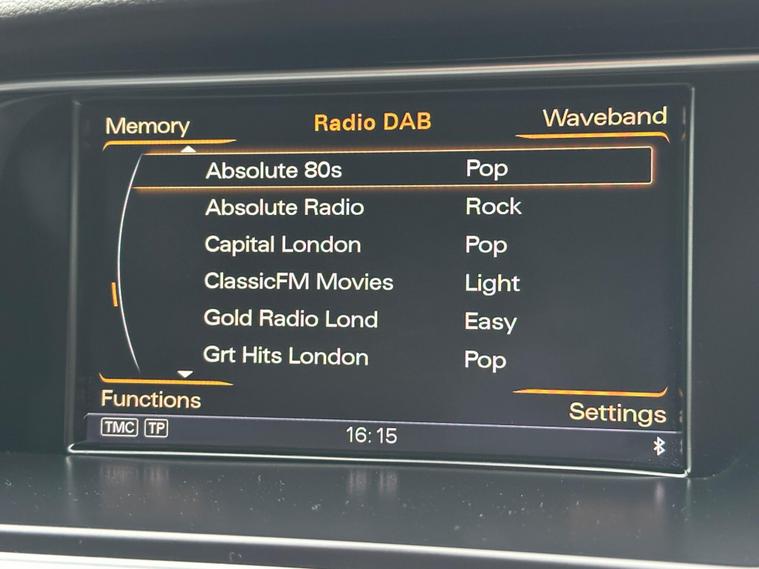 Memory Radio DAB Waveband
Absolute 80s Pop
Absolute Radio Rock
Capital London Pop
ClassicFM Movies Light
Gold Radio Lond Easy
Grt Hits London Pop
Functions Settings
TMC TP 16:15